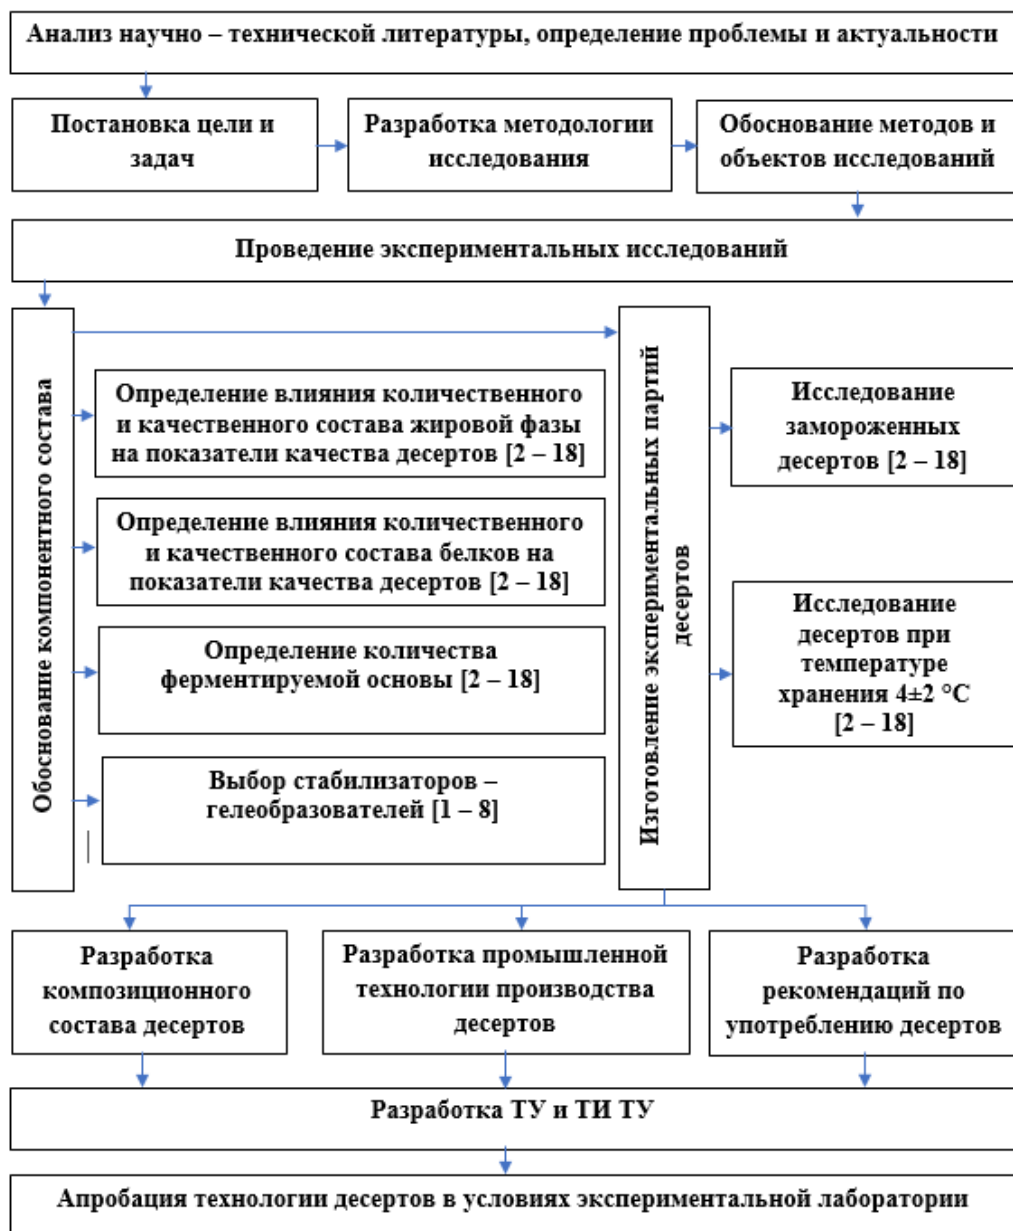 Анализ научно – технической литературы, определение проблемы и актуальности
Постановка цели и
задач
Разработка методологии
исследования
Обоснование методов и
объектов исследований
Проведение экспериментальных исследований
Обоснование компонентного состава
Определение влияния количественного
и качественного состава жировой фазы
на показатели качества десертов [2 – 18]
Определение влияния количественного
и качественного состава белков на
показатели качества десертов [2 – 18]
Определение количества
ферментируемой основы [2 – 18]
Выбор стабилизаторов –
гелеобразователей [1 – 8]
Изготовление экспериментальных партий
десертов
Исследование
замороженных
десертов [2 – 18]
Исследование
десертов при
температуре
хранения 4±2 °С
[2 – 18]
Разработка
композиционного
состава десертов
Разработка промышленной
технологии производства
десертов
Разработка
рекомендаций по
употреблению десертов
Разработка ТУ и ТИ ТУ
Апробация технологии десертов в условиях экспериментальной лаборатории